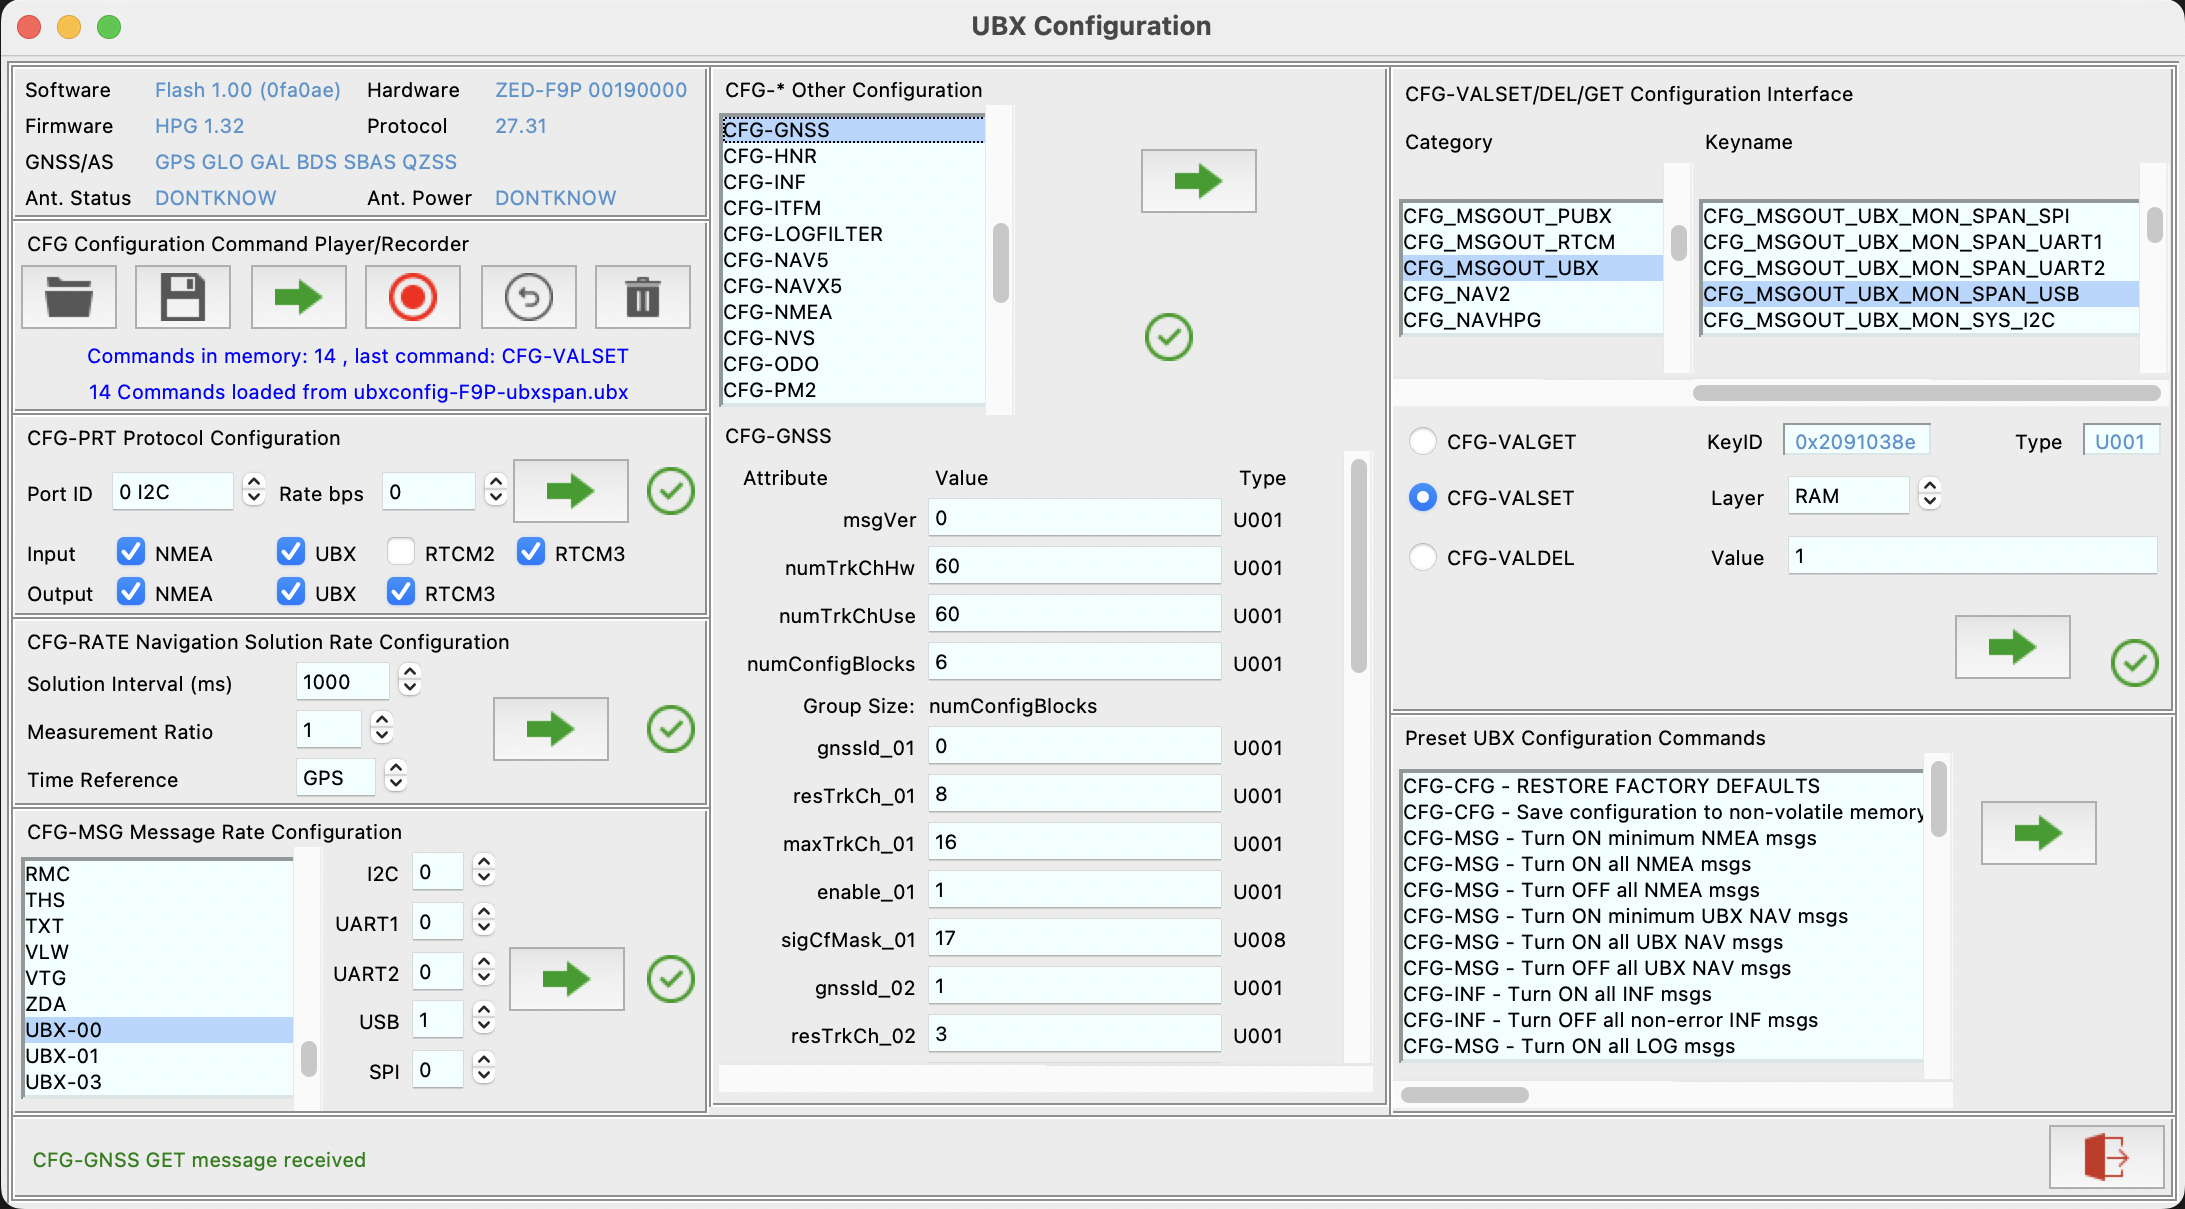 UBX Configuration
Software Flash 1.00 (0fa0ae) Hardware ZED-F9P 00190000
Firmware HPG 1.32 Protocol 27.31
GNSS/AS GPS GLO GAL BDS SBAS QZSS
Ant. Status DONTKNOW Ant. Power DONTKNOW
CFG Configuration Command Player/Recorder
Commands in memory: 14 , last command: CFG-VALSET
14 Commands loaded from ubxconfig-F9P-ubxspan.ubx
CFG-PRT Protocol Configuration
Port ID 0 I2C Rate bps 0
Input NMEA UBX RTCM2 RTCM3
Output NMEA UBX RTCM3
CFG-RATE Navigation Solution Rate Configuration
Solution Interval (ms) 1000
Measurement Ratio 1
Time Reference GPS
CFG-MSG Message Rate Configuration
RMC
THS
TXT
VLW
VTG
ZDA
UBX-00
UBX-01
UBX-03
I2C 0
UART1 0
UART2 0
USB 1
SPI 0
CFG-* Other Configuration
CFG-GNSS
CFG-HNR
CFG-INF
CFG-ITFM
CFG-LOGFILTER
CFG-NAV5
CFG-NAVX5
CFG-NMEA
CFG-NVS
CFG-ODO
CFG-PM2
CFG-GNSS
Attribute Value Type
msgVer 0 U001
numTrkChHw 60 U001
numTrkChUse 60 U001
numConfigBlocks 6 U001
Group Size: numConfigBlocks
gnssId_01 0 U001
resTrkCh_01 8 U001
maxTrkCh_01 16 U001
enable_01 1 U001
sigCfMask_01 17 U008
gnssId_02 1 U001
resTrkCh_02 3 U001
CFG-VALSET/DEL/GET Configuration Interface
Category Keyname
CFG_MSGOUT_PUBX
CFG_MSGOUT_RTCM
CFG_MSGOUT_UBX
CFG_NAV2
CFG_NAVHPG
CFG_MSGOUT_UBX_MON_SPAN_SPI
CFG_MSGOUT_UBX_MON_SPAN_UART1
CFG_MSGOUT_UBX_MON_SPAN_UART2
CFG_MSGOUT_UBX_MON_SPAN_USB
CFG_MSGOUT_UBX_MON_SYS_I2C
CFG-VALGET KeyID 0x2091038e Type U001
CFG-VALSET Layer RAM
CFG-VALDEL Value 1
Preset UBX Configuration Commands
CFG-CFG - RESTORE FACTORY DEFAULTS
CFG-CFG - Save configuration to non-volatile memory
CFG-MSG - Turn ON minimum NMEA msgs
CFG-MSG - Turn ON all NMEA msgs
CFG-MSG - Turn OFF all NMEA msgs
CFG-MSG - Turn ON minimum UBX NAV msgs
CFG-MSG - Turn ON all UBX NAV msgs
CFG-MSG - Turn OFF all UBX NAV msgs
CFG-INF - Turn ON all INF msgs
CFG-INF - Turn OFF all non-error INF msgs
CFG-MSG - Turn ON all LOG msgs
CFG-GNSS GET message received